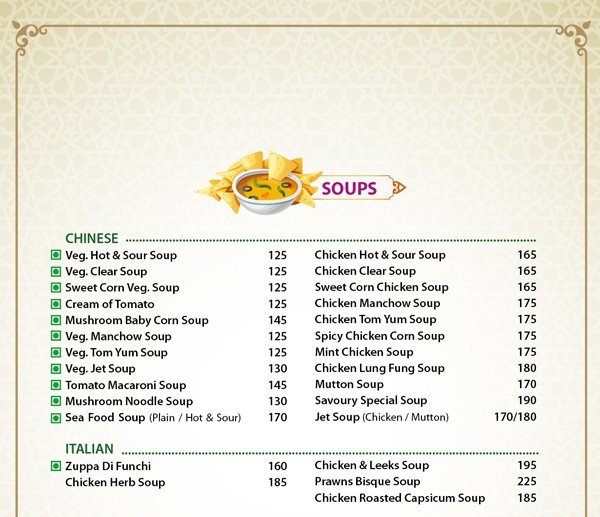 SOUPS
CHINESE
Veg. Hot & Sour Soup 125
Veg. Clear Soup 125
Sweet Corn Veg. Soup 125
Cream of Tomato 125
Mushroom Baby Corn Soup 145
Veg. Manchow Soup 125
Veg. Tom Yum Soup 125
Veg. Jet Soup 130
Tomato Macaroni Soup 145
Mushroom Noodle Soup 130
Sea Food Soup (Plain / Hot & Sour) 170
Chicken Hot & Sour Soup 165
Chicken Clear Soup 165
Sweet Corn Chicken Soup 165
Chicken Manchow Soup 175
Chicken Tom Yum Soup 175
Spicy Chicken Corn Soup 175
Mint Chicken Soup 175
Chicken Lung Fung Soup 180
Mutton Soup 170
Savoury Special Soup 190
Jet Soup (Chicken / Mutton) 170/180
ITALIAN
Zuppa Di Funchi 160
Chicken Herb Soup 185
Chicken & Leeks Soup 195
Prawns Bisque Soup 225
Chicken Roasted Capsicum Soup 185